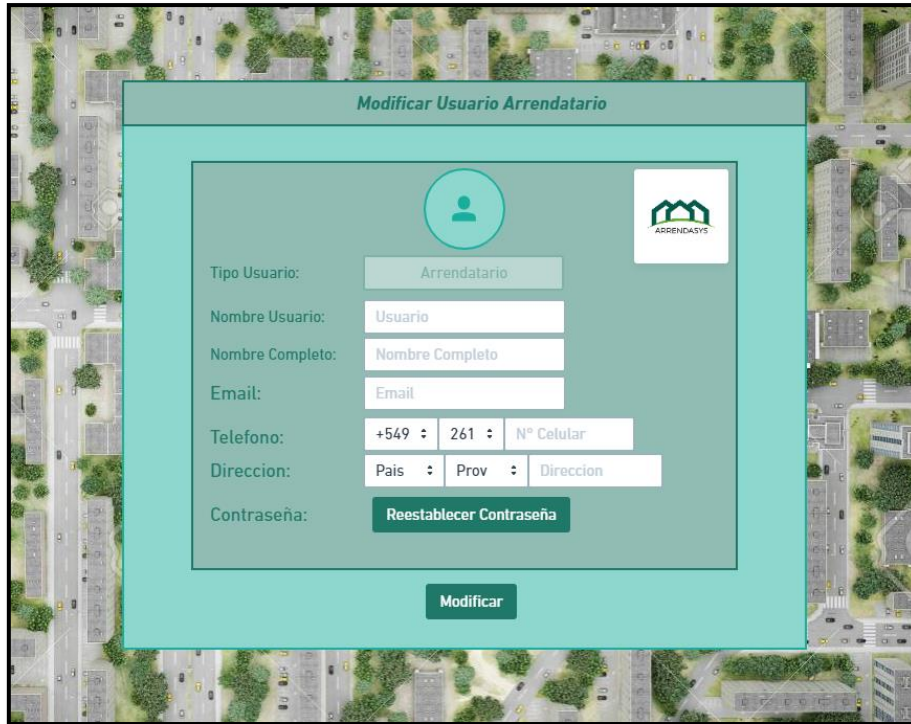 Modificar Usuario Arrendatario
ARRENDASYS
Tipo Usuario: Arrendatario
Nombre Usuario: Usuario
Nombre Completo: Nombre Completo
Email: Email
Telefono: +549 261 N° Celular
Direccion: Pais Prov Direccion
Contraseña: Reestablecer Contraseña
Modificar